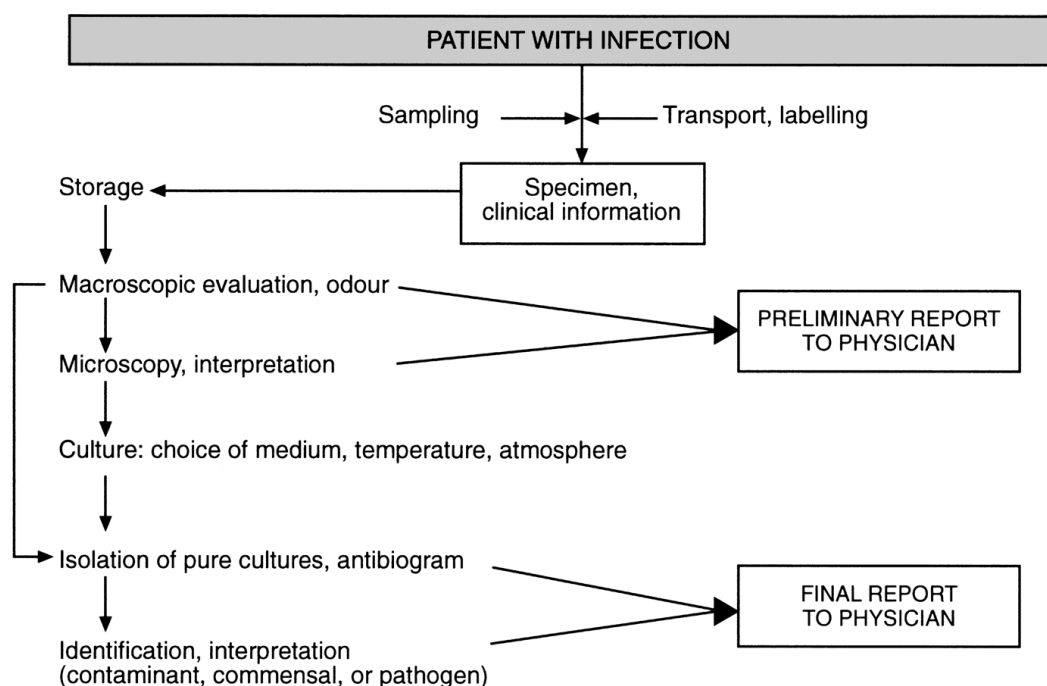 PATIENT WITH INFECTION
Sampling
Transport, labelling
Specimen,
clinical information
Storage
Macroscopic evaluation, odour
PRELIMINARY REPORT
TO PHYSICIAN
Microscopy, interpretation
Culture: choice of medium, temperature, atmosphere
Isolation of pure cultures, antibiogram
FINAL REPORT
TO PHYSICIAN
Identification, interpretation
(contaminant, commensal, or pathogen)